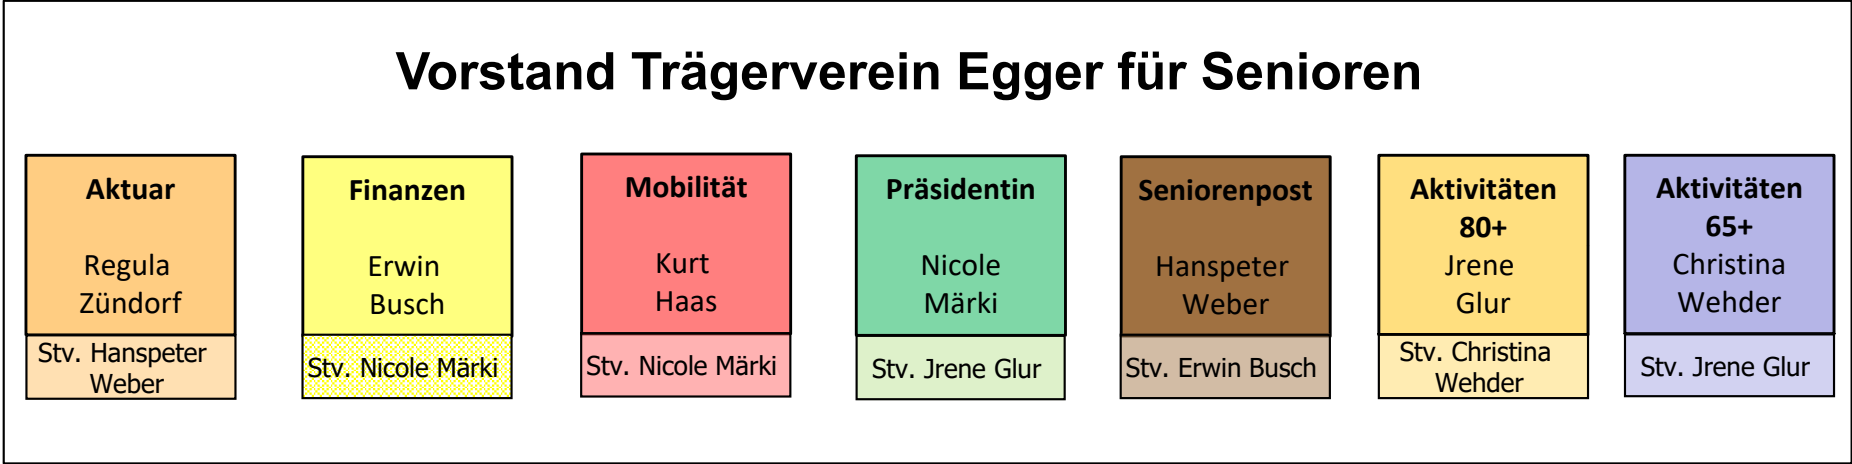 Vorstand Trägerverein Egger für Senioren
Aktuar
Regula
Zündorf
Stv. Hanspeter
Weber
Finanzen
Erwin
Busch
Stv. Nicole Märki
Mobilität
Kurt
Haas
Stv. Nicole Märki
Präsidentin
Nicole
Märki
Stv. Jrene Glur
Seniorenpost
Hanspeter
Weber
Stv. Erwin Busch
Aktivitäten
80+
Jrene
Glur
Stv. Christina
Wehder
Aktivitäten
65+
Christina
Wehder
Stv. Jrene Glur